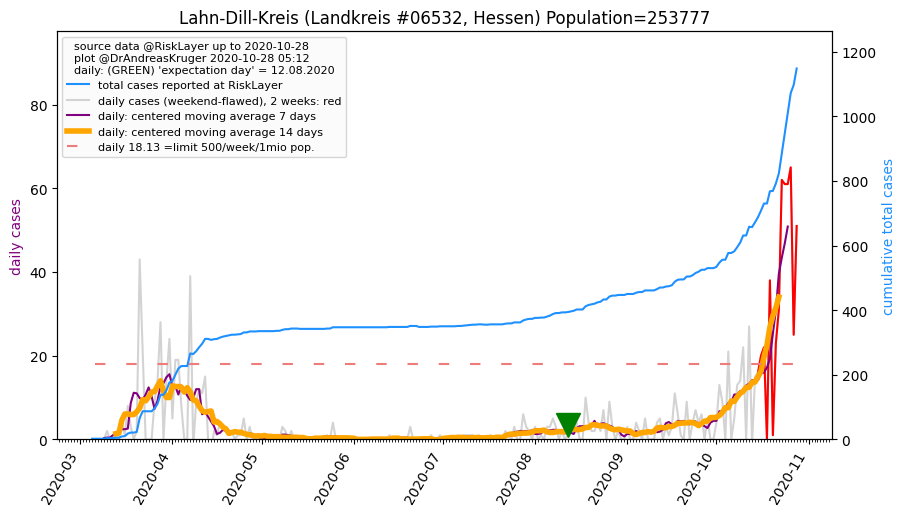 Lahn-Dill-Kreis (Landkreis #06532, Hessen) Population=253777
source data @RiskLayer up to 2020-10-28
plot @DrAndreasKruger 2020-10-28 05:12
daily: (GREEN) 'expectation day' = 12.08.2020
total cases reported at RiskLayer
daily cases (weekend-flawed), 2 weeks: red
daily: centered moving average 7 days
daily: centered moving average 14 days
daily 18.13 =limit 500/week/1mio pop.
daily cases
80
60
40
20
0
cumulative total cases
1200
1000
800
600
400
200
0
2020-03
2020-04
2020-05
2020-06
2020-07
2020-08
2020-09
2020-10
2020-11